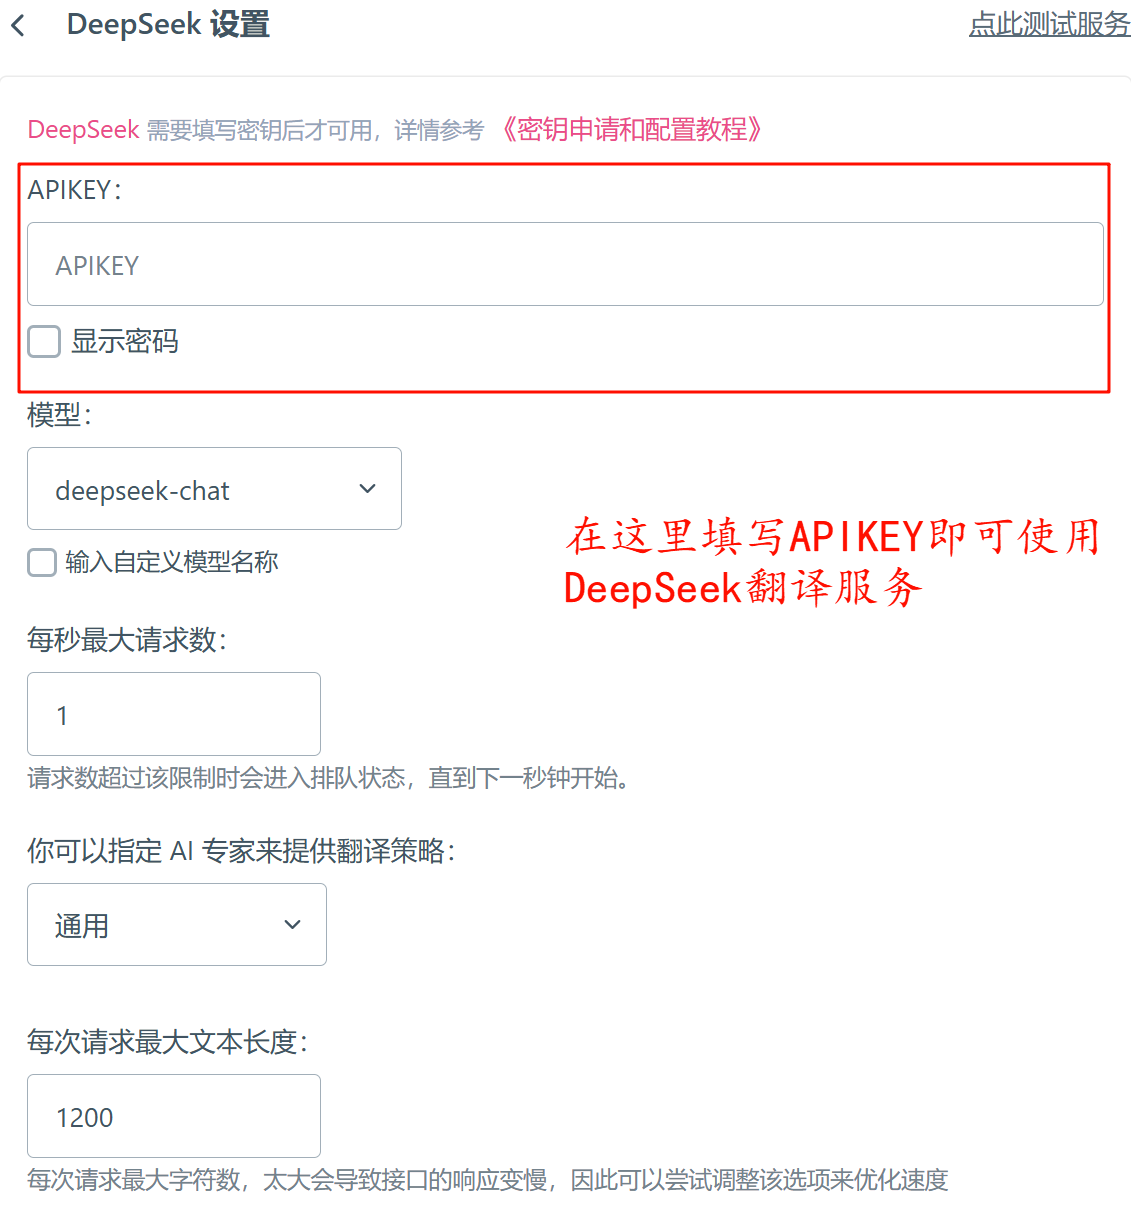 DeepSeek 设置
点此测试服务
DeepSeek 需要填写密钥后才可用，详情参考 《密钥申请和配置教程》
APIKEY：
APIKEY
显示密码
模型：
deepseek-chat
输入自定义模型名称
在这里填写APIKEY即可使用
DeepSeek翻译服务
每秒最大请求数：
1
请求数超过该限制时会进入排队状态，直到下一秒钟开始。
你可以指定 AI 专家来提供翻译策略：
通用
每次请求最大文本长度：
1200
每次请求最大字符数，太大会导致接口的响应变慢，因此可以尝试调整该选项来优化速度